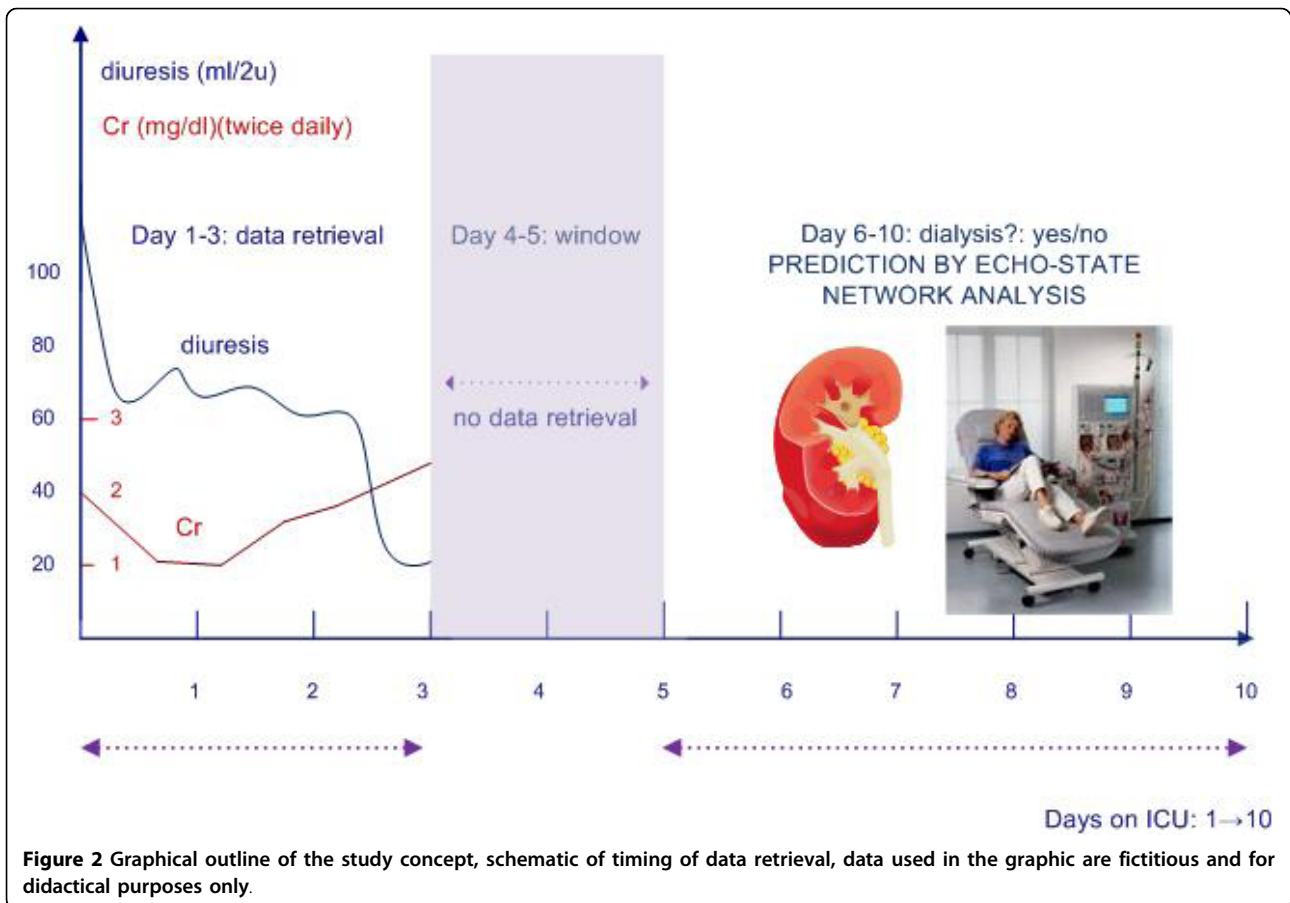 diuresis (ml/2u)
Cr (mg/dl)(twice daily)
Day 1-3: data retrieval
Day 4-5: window
Day 6-10: dialysis?: yes/no
PREDICTION BY ECHO-STATE
NETWORK ANALYSIS
100
80
diuresis
60
3
no data retrieval
40
2
Cr
20
1
1 2 3 4 5 6 7 8 9 10
Days on ICU: 1→10
Figure 2 Graphical outline of the study concept, schematic of timing of data retrieval, data used in the graphic are fictitious and for
didactical purposes only.